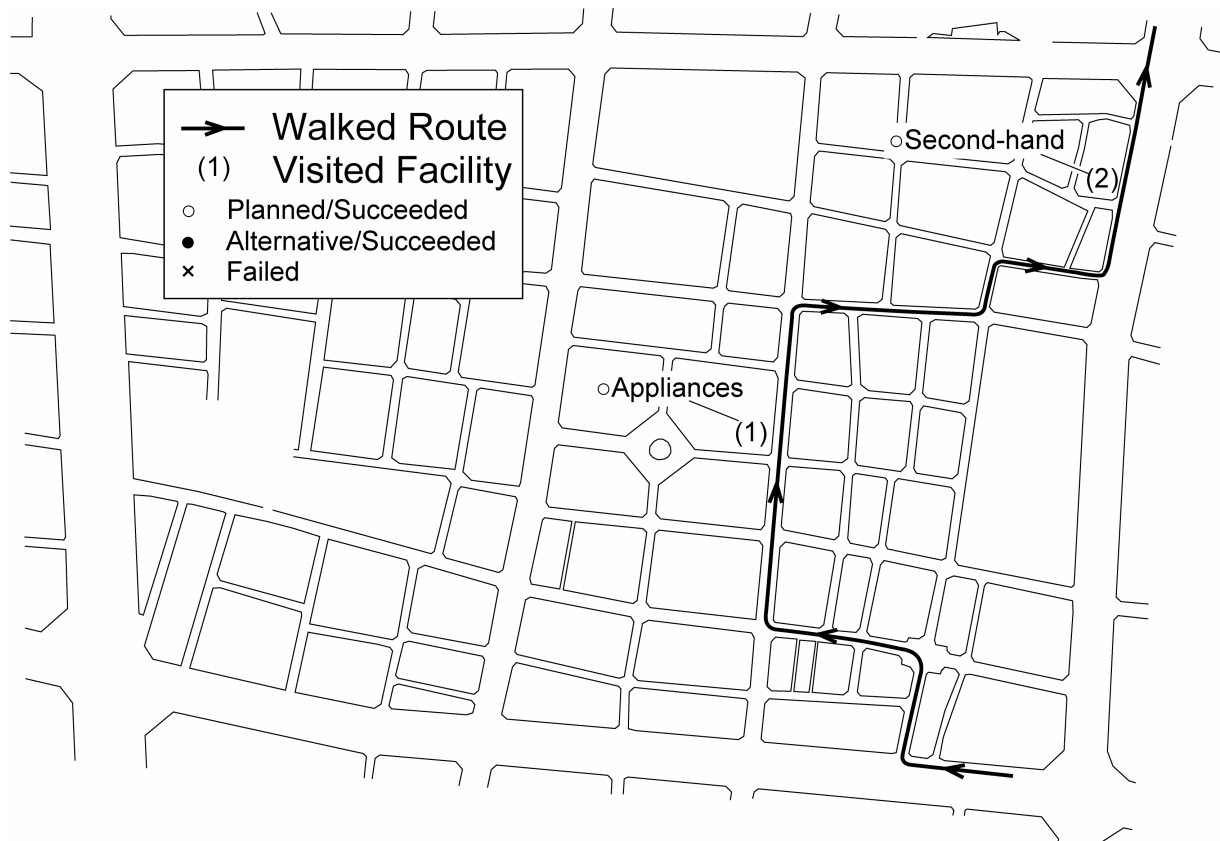 Walked Route
(1) Visited Facility
Planned/Succeeded
Alternative/Succeeded
Failed
Second-hand
(2)
Appliances
(1)